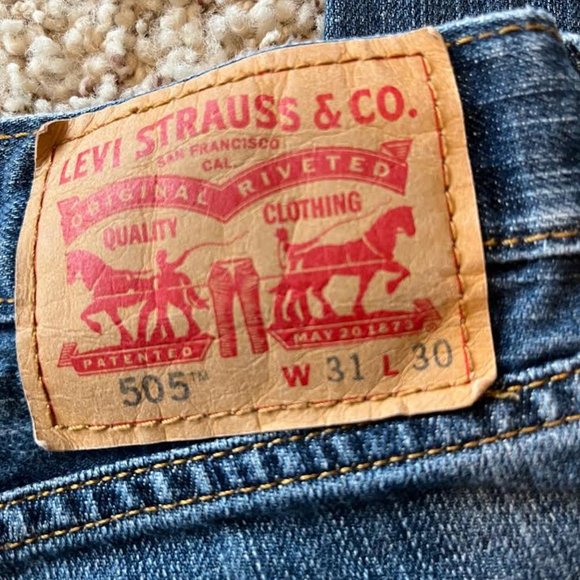 LEVI STRAUSS & CO.
SAN FRANCISCO
CAL.
ORIGINAL RIVETED
QUALITY CLOTHING
PATENTED MAY 20 1873
505™ W 31 L 30